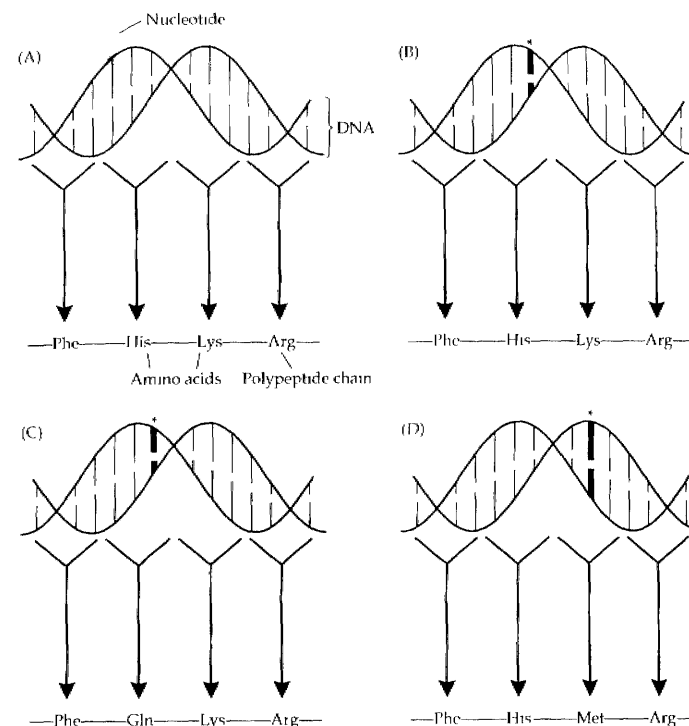 Nucleotide
(A)
*
(B)
DNA
Phe His Lys Arg
Phe His Lys Arg
Amino acids Polypeptide chain
*
(C)
*
(D)
Phe Gln Lys Arg
Phe His Met Arg